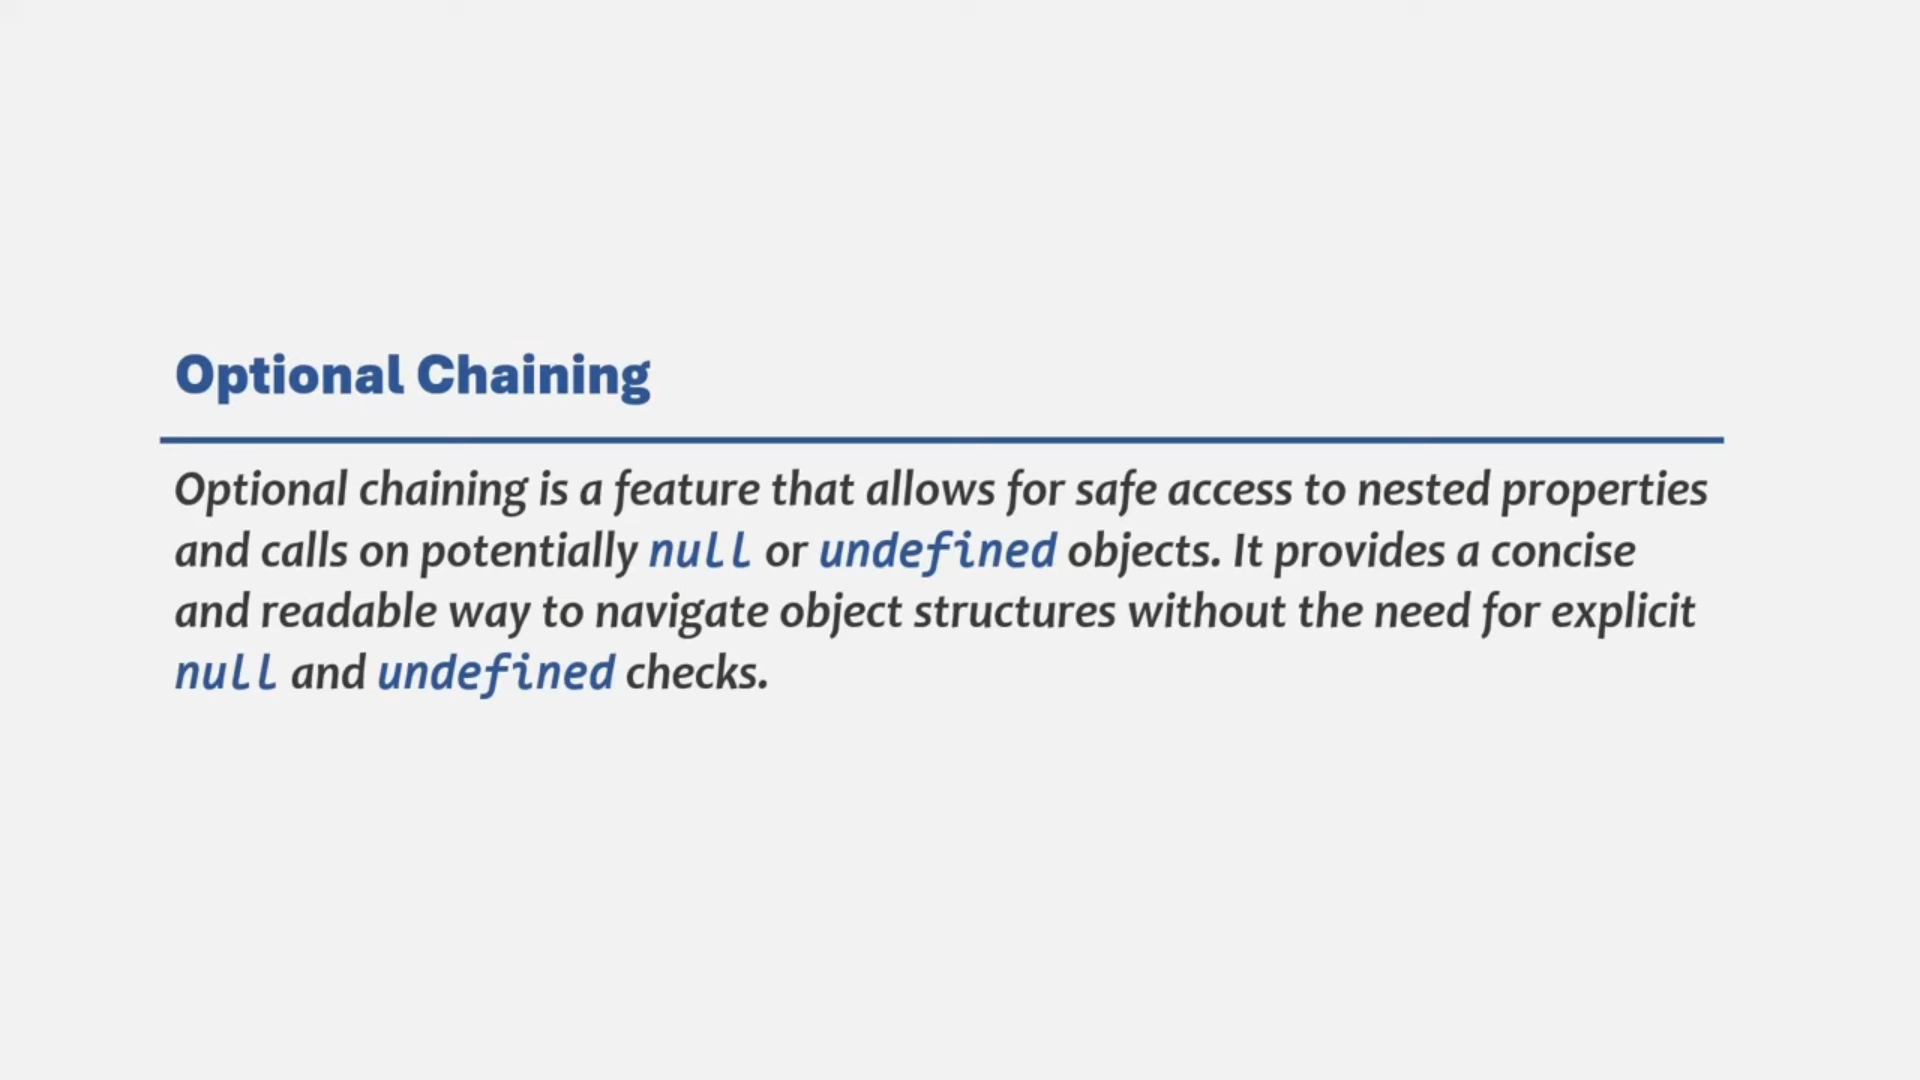 Optional Chaining
Optional chaining is a feature that allows for safe access to nested properties
and calls on potentially null or undefined objects. It provides a concise
and readable way to navigate object structures without the need for explicit
null and undefined checks.